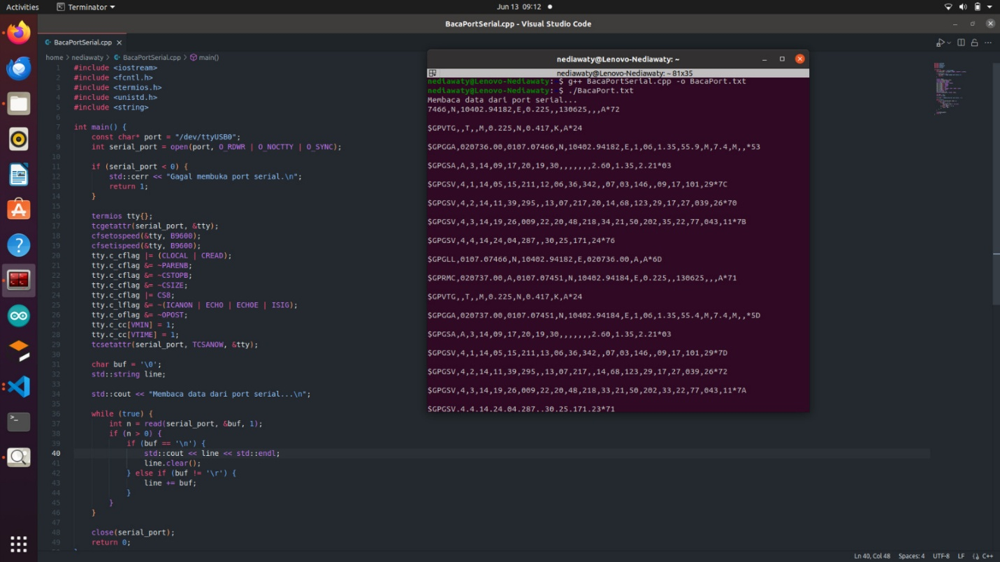 Activities
Terminator
Jun 13 09:12
BacaPortSerial.cpp - Visual Studio Code
BacaPortSerial.cpp
home > nediawaty > BacaPortSerial.cpp > main()
1 #include <iostream>
2 #include <fcntl.h>
3 #include <termios.h>
4 #include <unistd.h>
5 #include <string>
6
7 int main() {
8 const char* port = "/dev/ttyUSB0";
9 int serial_port = open(port, O_RDWR | O_NOCTTY | O_SYNC);
10
11 if (serial_port < 0) {
12 std::cerr << "Gagal membuka port serial.\n";
13 return 1;
14 }
15
16 termios tty{};
17 tcgetattr(serial_port, &tty);
18 cfsetospeed(&tty, B9600);
19 cfsetispeed(&tty, B9600);
20 tty.c_cflag |= (CLOCAL | CREAD);
21 tty.c_cflag &= ~PARENB;
22 tty.c_cflag &= ~CSTOPB;
23 tty.c_cflag &= ~CSIZE;
24 tty.c_cflag |= CS8;
25 tty.c_lflag &= ~(ICANON | ECHO | ECHOE | ISIG);
26 tty.c_oflag &= ~OPOST;
27 tty.c_cc[VMIN] = 1;
28 tty.c_cc[VTIME] = 1;
29 tcsetattr(serial_port, TCSANOW, &tty);
30
31 char buf = '\0';
32 std::string line;
33
34 std::cout << "Membaca data dari port serial...\n";
35
36 while (true) {
37 int n = read(serial_port, &buf, 1);
38 if (n > 0) {
39 if (buf == '\n') {
40 std::cout << line << std::endl;
41 line.clear();
42 } else if (buf != '\r') {
43 line += buf;
44 }
45 }
46 }
47
48 close(serial_port);
49 return 0;
nediawaty@Lenovo-Nediawaty: ~
nediawaty@Lenovo-Nediawaty: ~ 81x35
nediawaty@Lenovo-Nediawaty: $ g++ BacaPortSerial.cpp -o BacaPort.txt
nediawaty@Lenovo-Nediawaty: $ ./BacaPort.txt
Membaca data dari port serial...
7466,N,10402.94182,E,0.225,,130625,,,A*72
$GPVTG,,T,,M,0.225,N,0.417,K,A*24
$GPGGA,020736.00,0107.07466,N,10402.94182,E,1,06,1.35,55.9,M,7.4,M,,*53
$GPGSA,A,3,14,09,17,20,19,30,,,,,,,2.60,1.35,2.21*03
$GPGSV,4,1,14,05,15,211,12,06,36,342,,07,03,146,,09,17,101,29*7C
$GPGSV,4,2,14,11,39,295,,13,07,217,20,14,68,123,29,17,27,039,26*70
$GPGSV,4,3,14,19,26,009,22,20,48,218,34,21,50,202,35,22,77,043,11*7B
$GPGSV,4,4,14,24,04,287,,30,25,171,24*76
$GPGLL,0107.07466,N,10402.94182,E,020736.00,A,A*6D
$GPRMC,020737.00,A,0107.07451,N,10402.94184,E,0.225,,130625,,,A*71
$GPVTG,,T,,M,0.225,N,0.417,K,A*24
$GPGGA,020737.00,0107.07451,N,10402.94184,E,1,06,1.35,55.4,M,7.4,M,,*5D
$GPGSA,A,3,14,09,17,20,19,30,,,,,,,2.60,1.35,2.21*03
$GPGSV,4,1,14,05,15,211,13,06,36,342,,07,03,146,,09,17,101,29*7D
$GPGSV,4,2,14,11,39,295,,13,07,217,,14,68,123,29,17,27,039,26*72
$GPGSV,4,3,14,19,26,009,22,20,48,218,33,21,50,202,33,22,77,043,11*7A
$GPGSV,4,4,14,24,04,287,,30,25,171,23*71
Ln 40, Col 48
Spaces: 4
UTF-8
LF
C++